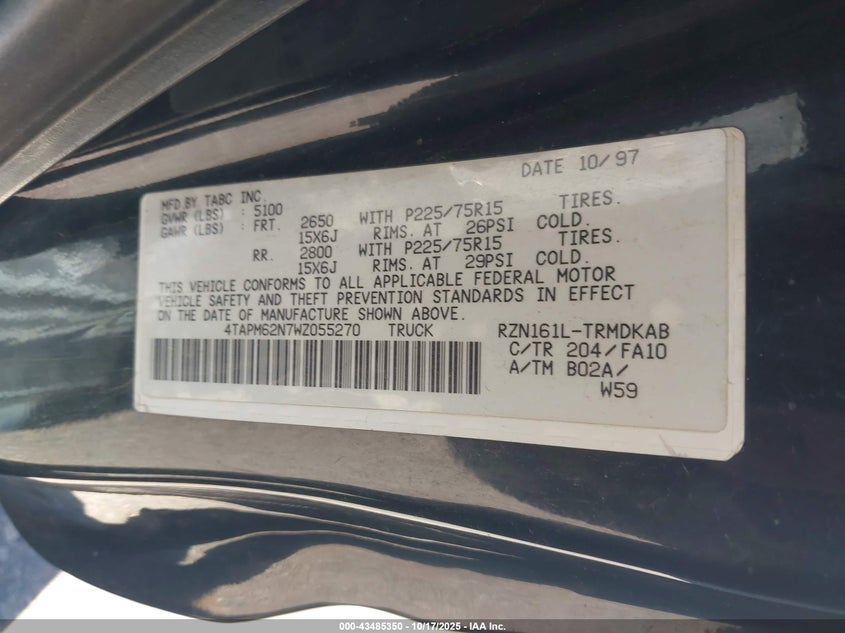 DATE 10/97
MFD BY TABC INC.
GVWR (LBS) : 5100
GAWR (LBS) : FRT. 2650 WITH P225/75R15 TIRES.
15X6J RIMS. AT 26PSI COLD.
RR. 2800 WITH P225/75R15 TIRES.
15X6J RIMS. AT 29PSI COLD.
THIS VEHICLE CONFORMS TO ALL APPLICABLE FEDERAL MOTOR
VEHICLE SAFETY AND THEFT PREVENTION STANDARDS IN EFFECT
ON THE DATE OF MANUFACTURE SHOWN ABOVE.
4TAPM62N7WZ055270 TRUCK RZN161L-TRMDKAB
C/TR 204/FA10
A/TM B02A/
W59
000-43485350 - 10/17/2025 - © IAA Inc.